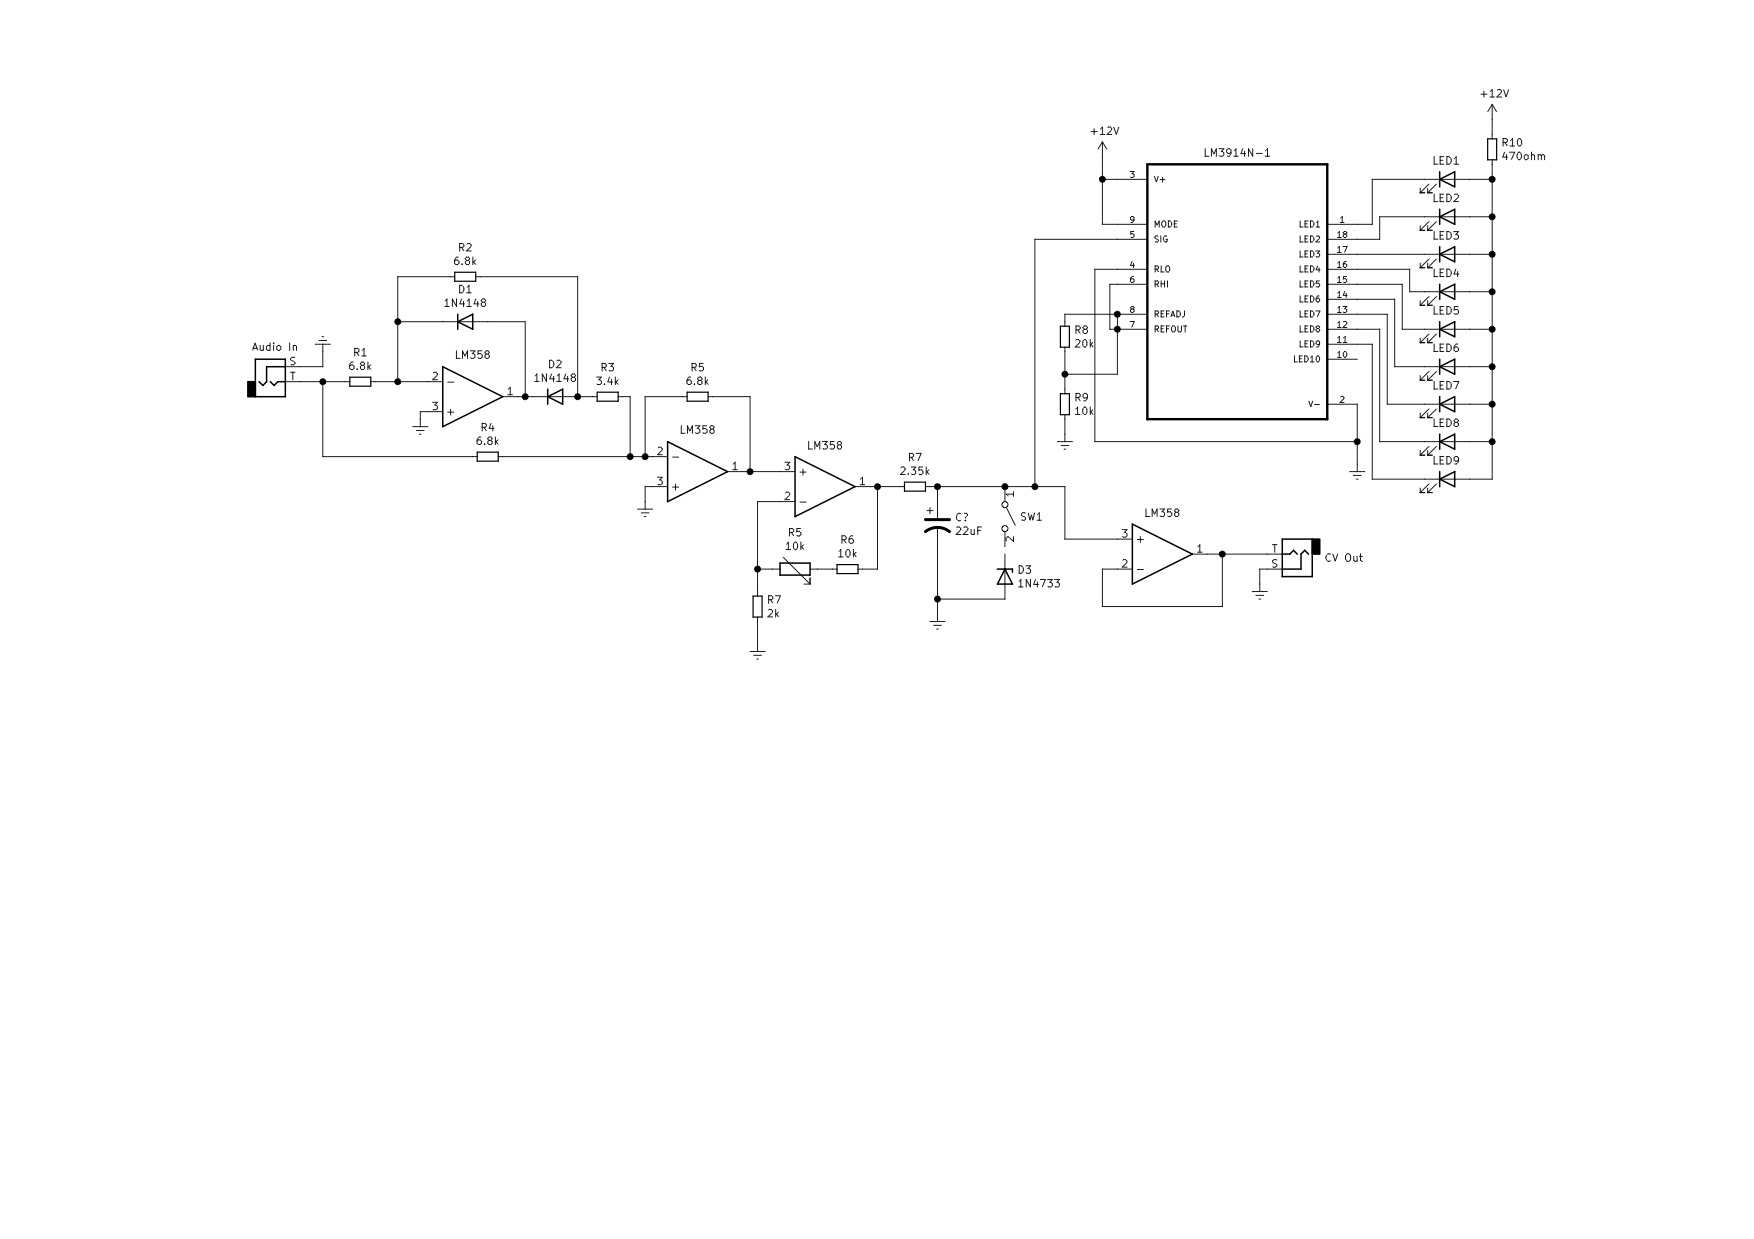 +12V
R10
470ohm
+12V
LM3914N-1
3
V+
9
MODE
5
SIG
4
RLO
6
RHI
8
REFADJ
7
REFOUT
LED1
1
LED2
18
LED3
17
LED4
16
LED5
15
LED6
14
LED7
13
LED8
12
LED9
11
LED10
10
V-
2
LED1
LED2
LED3
LED4
LED5
LED6
LED7
LED8
LED9
R8
20k
R9
10k
R2
6.8k
D1
1N4148
Audio In
S
T
R1
6.8k
LM358
2
-
3
+
1
D2
1N4148
R3
3.4k
R4
6.8k
R5
6.8k
LM358
2
-
3
+
1
LM358
3
+
2
-
1
R5
10k
R6
10k
R7
2k
R7
2.35k
+
C?
22uF
1
SW1
2
D3
1N4733
LM358
3
+
2
-
1
T
S
CV Out